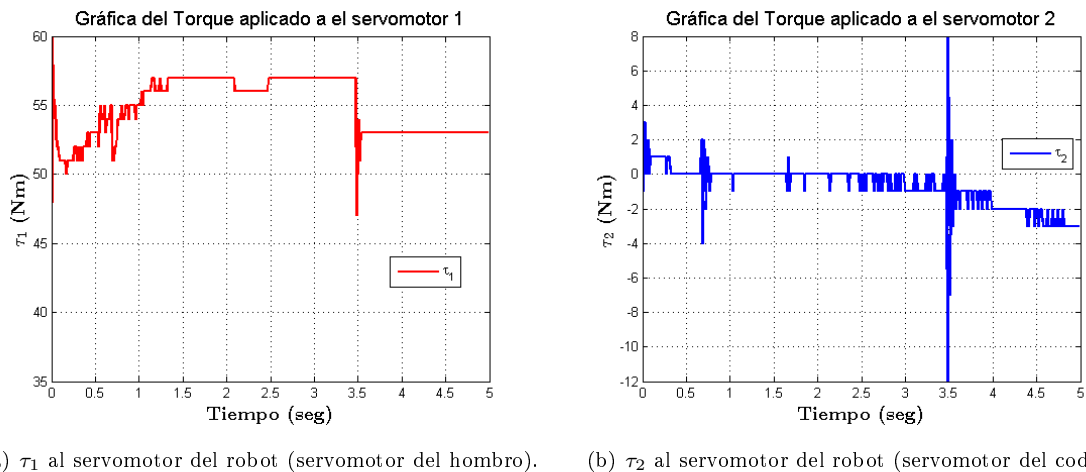 Gráfica del Torque aplicado a el servomotor 1
60
55
50
45
40
35
0 0.5 1 1.5 2 2.5 3 3.5 4 4.5 5
τ1 (Nm)
τ1
Tiempo (seg)
) τ1 al servomotor del robot (servomotor del hombro).
Gráfica del Torque aplicado a el servomotor 2
8
6
4
2
0
-2
-4
-6
-8
-10
-12
0 0.5 1 1.5 2 2.5 3 3.5 4 4.5 5
τ2 (Nm)
τ2
Tiempo (seg)
(b) τ2 al servomotor del robot (servomotor del cod